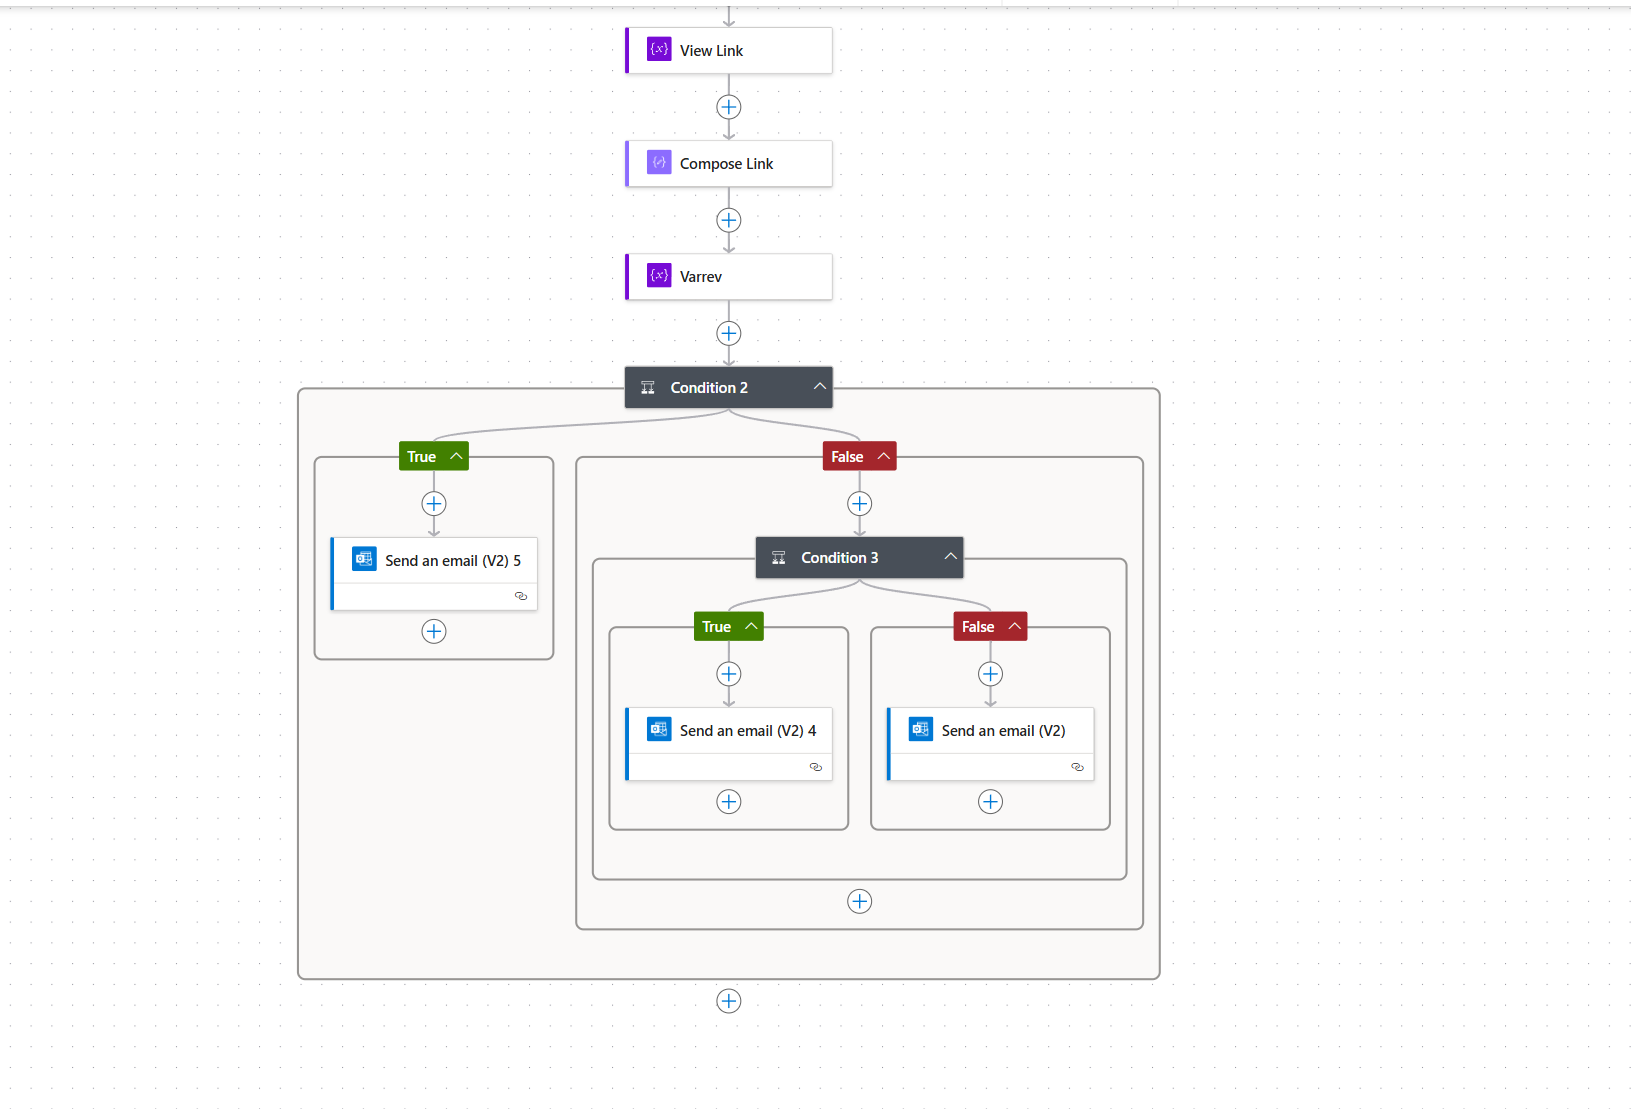 View Link
Compose Link
Varrev
Condition 2
True
False
Send an email (V2) 5
Condition 3
True
False
Send an email (V2) 4
Send an email (V2)